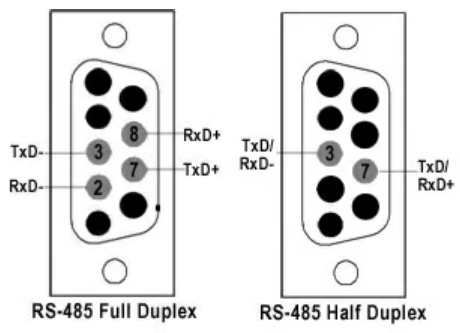 8
RxD+
TxD-
3
7
TxD+
RxD-
2
RS-485 Full Duplex
TxD/
RxD-
3
7
TxD/
RxD+
RS-485 Half Duplex